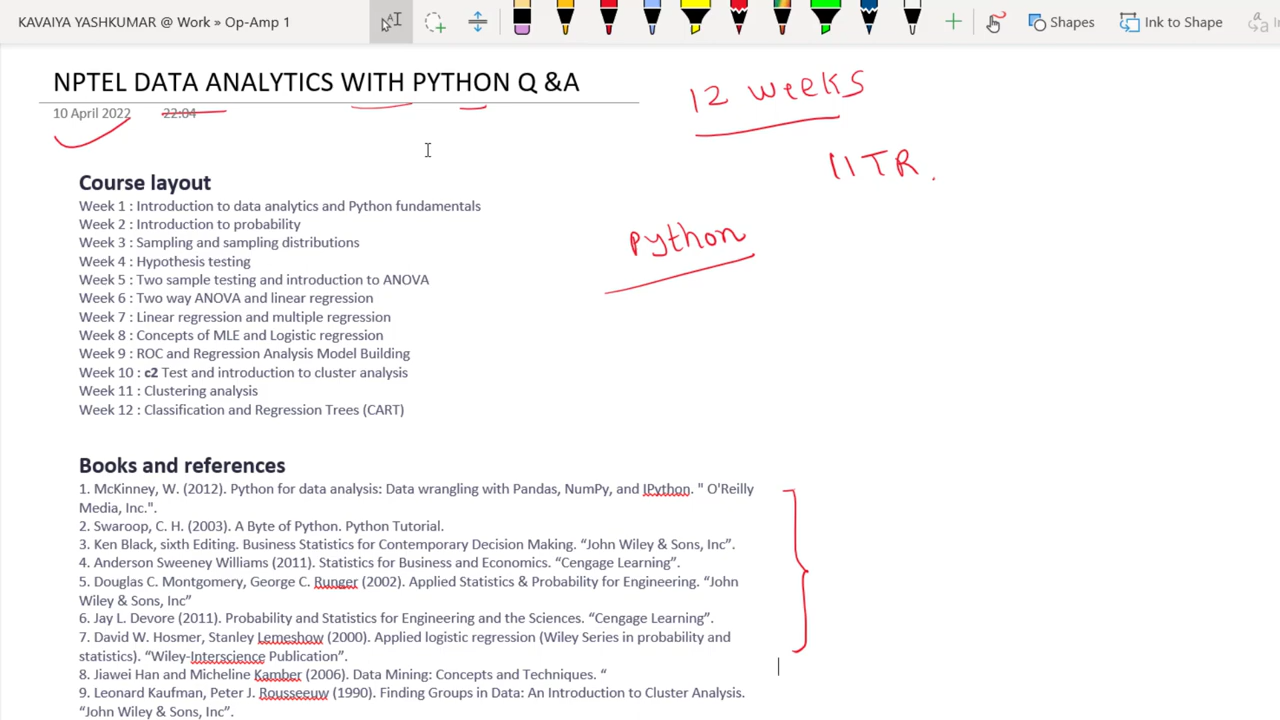 KAVAIYA YASHKUMAR @ Work » Op-Amp 1
Shapes
Ink to Shape
In
NPTEL DATA ANALYTICS WITH PYTHON Q &A
10 April 2022 22:04
12 weeks
IITR.
Python
Course layout
Week 1 : Introduction to data analytics and Python fundamentals
Week 2 : Introduction to probability
Week 3 : Sampling and sampling distributions
Week 4 : Hypothesis testing
Week 5 : Two sample testing and introduction to ANOVA
Week 6 : Two way ANOVA and linear regression
Week 7 : Linear regression and multiple regression
Week 8 : Concepts of MLE and Logistic regression
Week 9 : ROC and Regression Analysis Model Building
Week 10 : c2 Test and introduction to cluster analysis
Week 11 : Clustering analysis
Week 12 : Classification and Regression Trees (CART)
Books and references
1. McKinney, W. (2012). Python for data analysis: Data wrangling with Pandas, NumPy, and IPython. " O'Reilly
Media, Inc.".
2. Swaroop, C. H. (2003). A Byte of Python. Python Tutorial.
3. Ken Black, sixth Editing. Business Statistics for Contemporary Decision Making. “John Wiley & Sons, Inc”.
4. Anderson Sweeney Williams (2011). Statistics for Business and Economics. “Cengage Learning”.
5. Douglas C. Montgomery, George C. Runger (2002). Applied Statistics & Probability for Engineering. “John
Wiley & Sons, Inc”
6. Jay L. Devore (2011). Probability and Statistics for Engineering and the Sciences. “Cengage Learning”.
7. David W. Hosmer, Stanley Lemeshow (2000). Applied logistic regression (Wiley Series in probability and
statistics). “Wiley-Interscience Publication”.
8. Jiawei Han and Micheline Kamber (2006). Data Mining: Concepts and Techniques. “
9. Leonard Kaufman, Peter J. Rousseeuw (1990). Finding Groups in Data: An Introduction to Cluster Analysis.
“John Wiley & Sons, Inc”.